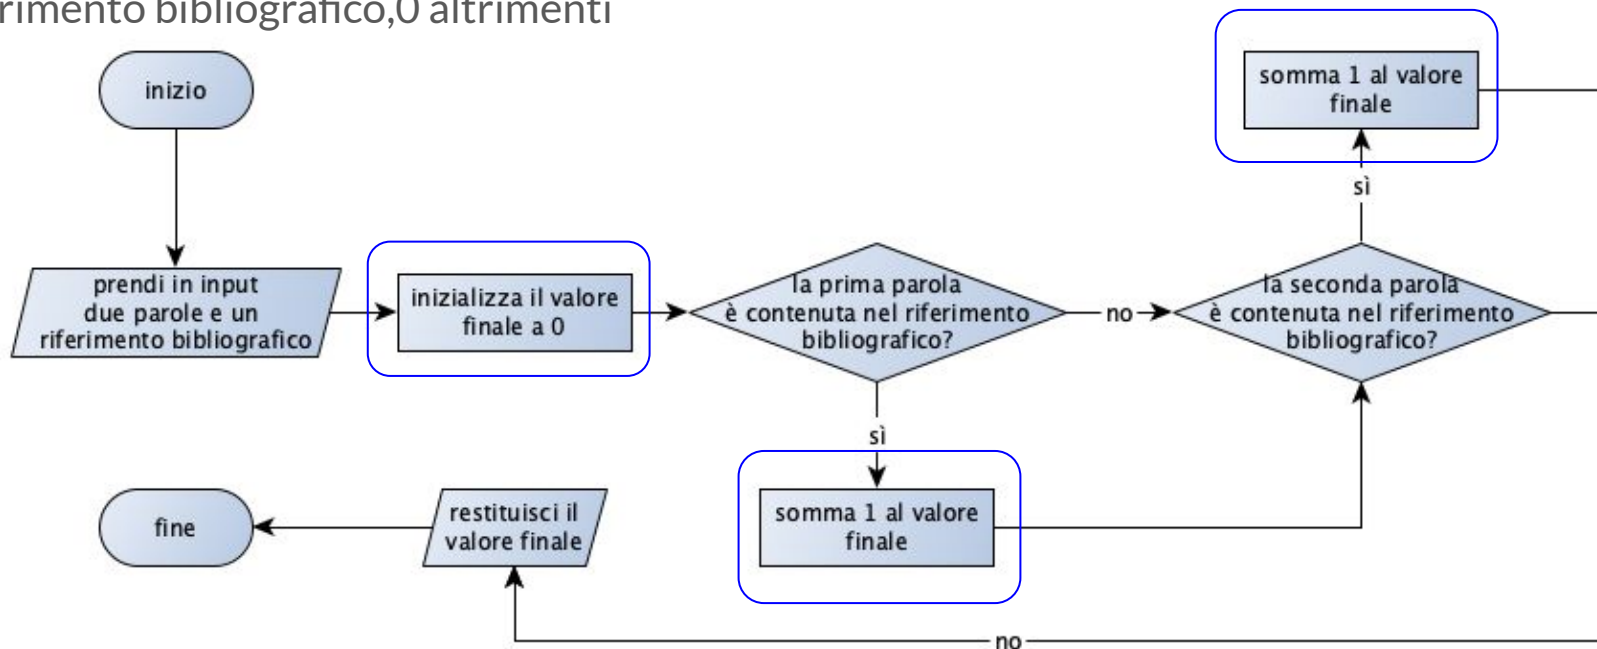 bibliografico,0 altrimenti
inizio
prendi in input
due parole e un
riferimento bibliografico
inizializza il valore
finale a 0
la prima parola
è contenuta nel riferimento
bibliografico?
no
la seconda parola
è contenuta nel riferimento
bibliografico?
sì
somma 1 al valore
finale
sì
somma 1 al valore
finale
no
restituisci il
valore finale
fine